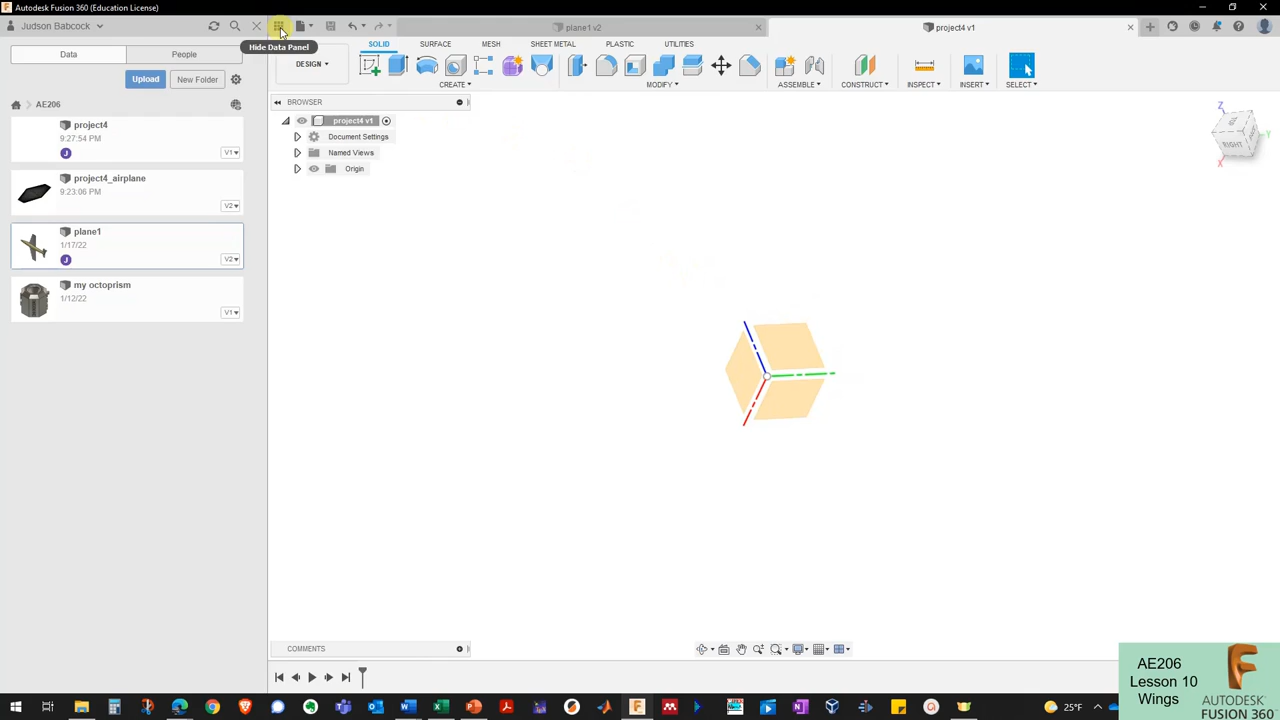 Autodesk Fusion 360 (Education License)
Judson Babcock
plane1 v2
project4 v1
Hide Data Panel
Data
People
Upload
New Folder
AE206
project4
9:27:54 PM
J
V1
project4_airplane
9:23:06 PM
V2
plane1
1/17/22
J
V2
my octoprism
1/12/22
V1
SOLID
SURFACE
MESH
SHEET METAL
PLASTIC
UTILITIES
DESIGN
CREATE
MODIFY
ASSEMBLE
CONSTRUCT
INSPECT
INSERT
SELECT
BROWSER
project4 v1
Document Settings
Named Views
Origin
Z
Y
X
RIGHT
COMMENTS
AE206
Lesson 10
Wings
AUTODESK
FUSION 360
25°F